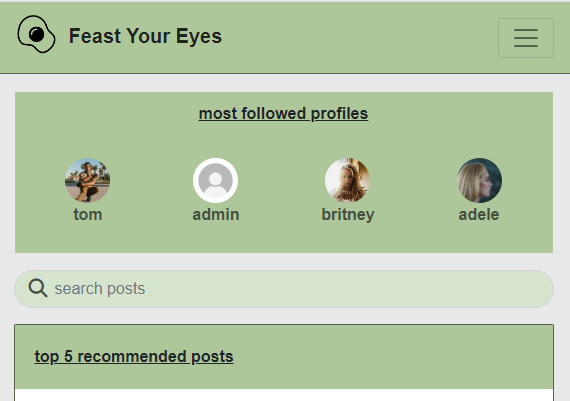 Feast Your Eyes
most followed profiles
tom admin britney adele
search posts
top 5 recommended posts